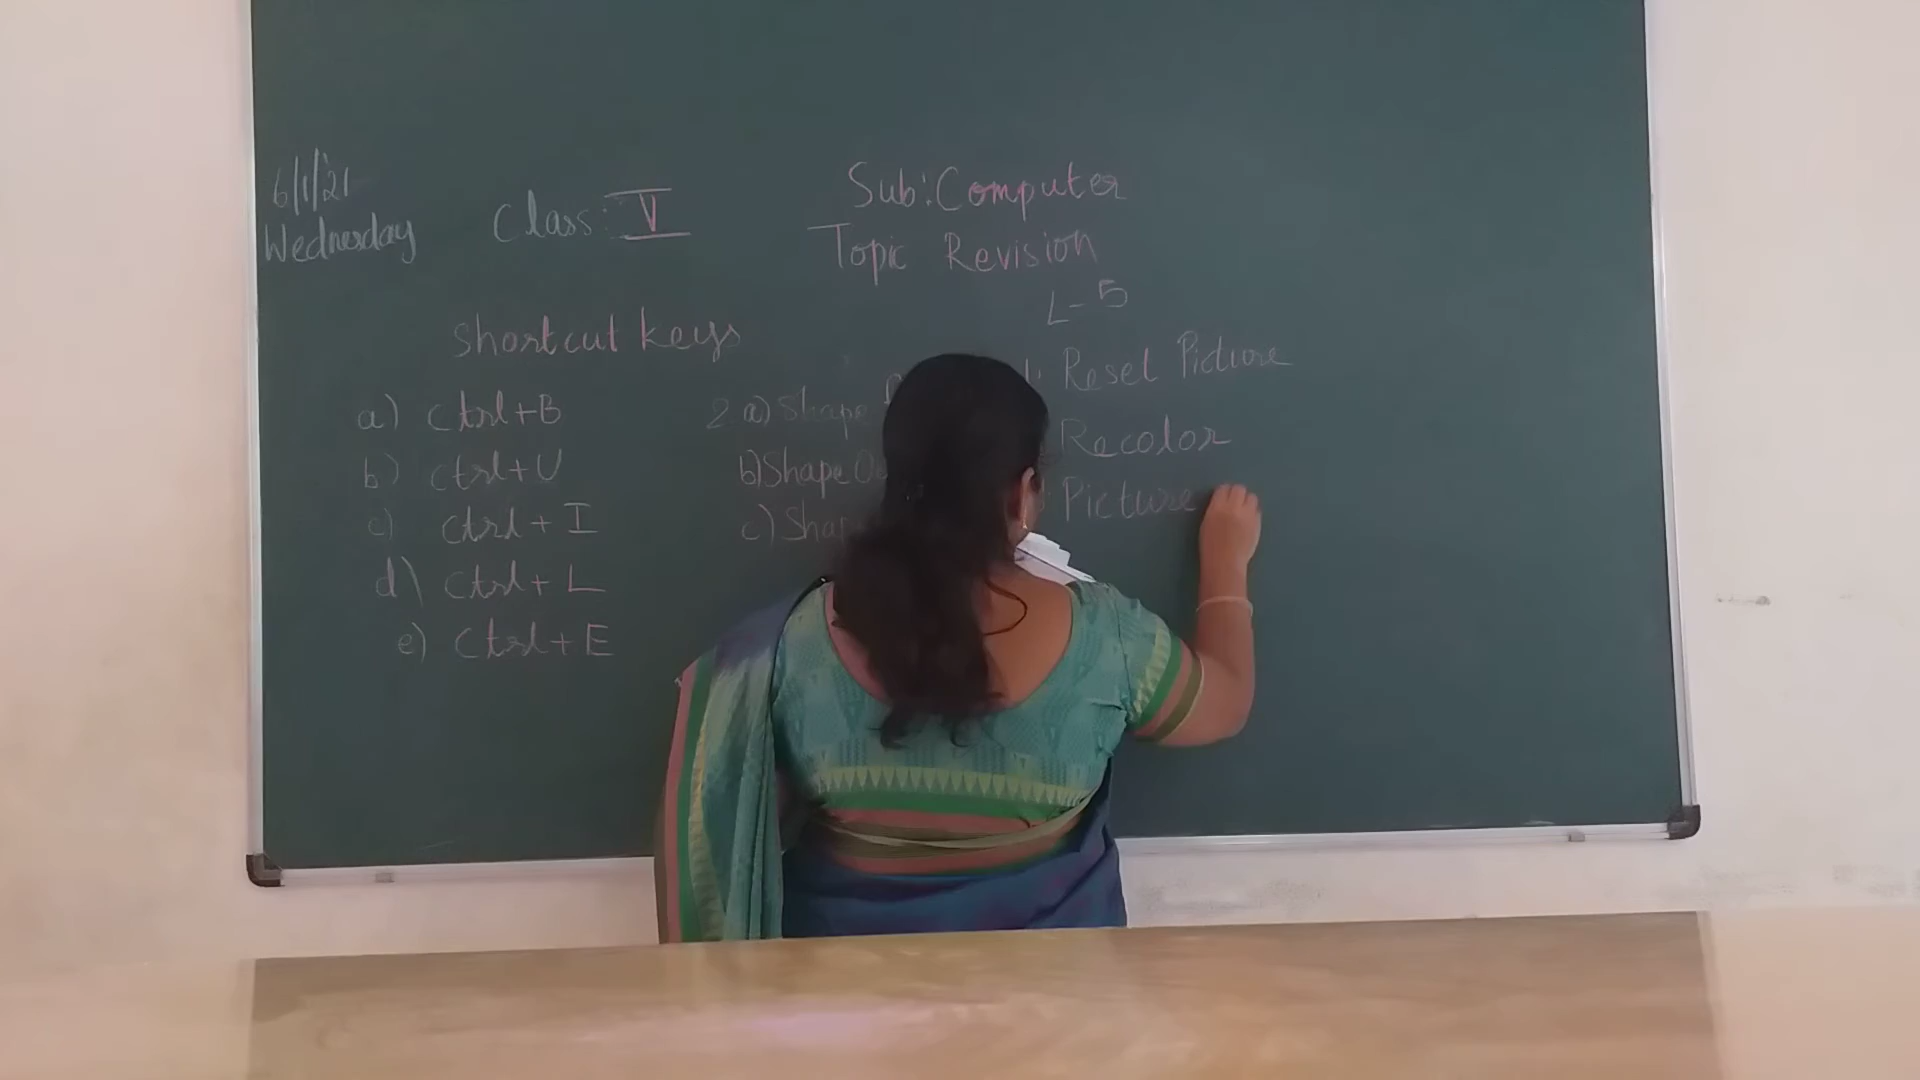 6/1/21
Wednesday
Class: V
Sub: Computer
Topic Revision
L-5
Shortcut keys
a) Ctrl+B
b) Ctrl+U
c) Ctrl+I
d) Ctrl+L
e) Ctrl+E
2. a) Shape
b) Shape
c)
Reset Picture
Recolor
Picture